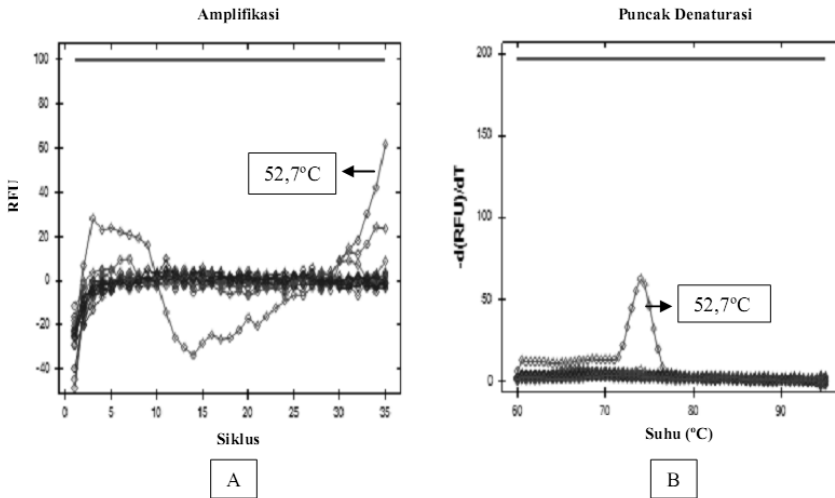 Amplifikasi
100
80
60
40
20
0
-20
-40
RFU
52,7ºC
0 5 10 15 20 25 30 35
Siklus
A
Puncak Denaturasi
200
150
100
50
0
-d(RFU)/dT
52,7ºC
60 70 80 90
Suhu (ºC)
B